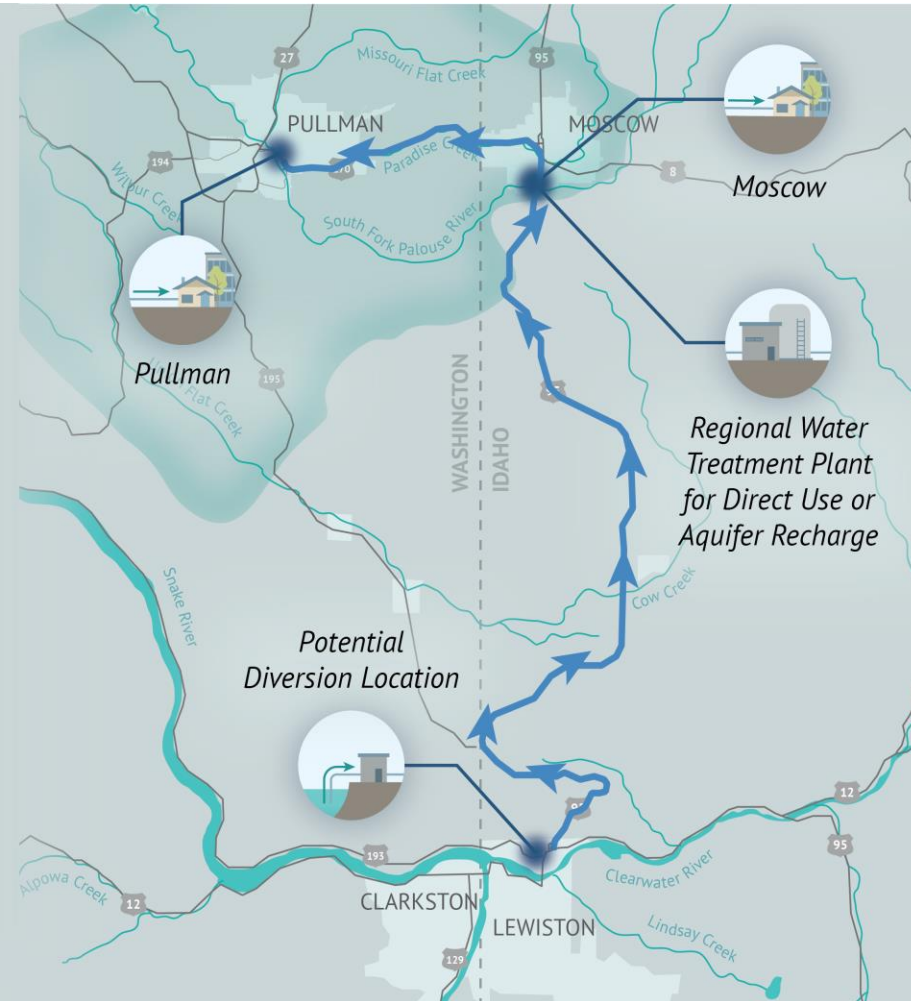 27
95
Missouri Flat Creek
PULLMAN
MOSCOW
Paradise Creek
194
8
Moscow
Wilbur Creek
South Fork Palouse River
Pullman
Flat Creek
195
WASHINGTON
IDAHO
Regional Water
Treatment Plant
for Direct Use or
Aquifer Recharge
Snake River
Cow Creek
Potential
Diversion Location
12
193
95
Clearwater River
Alpowa Creek
12
CLARKSTON
LEWISTON
Lindsay Creek
129